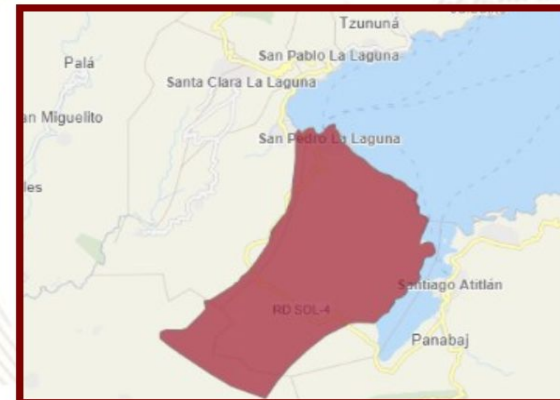 Tzununá
San Pablo La Laguna
Palá
Santa Clara La Laguna
an Miguelito
San Pedro La Laguna
les
Santiago Atitlán
RD SOL-4
Panabaj